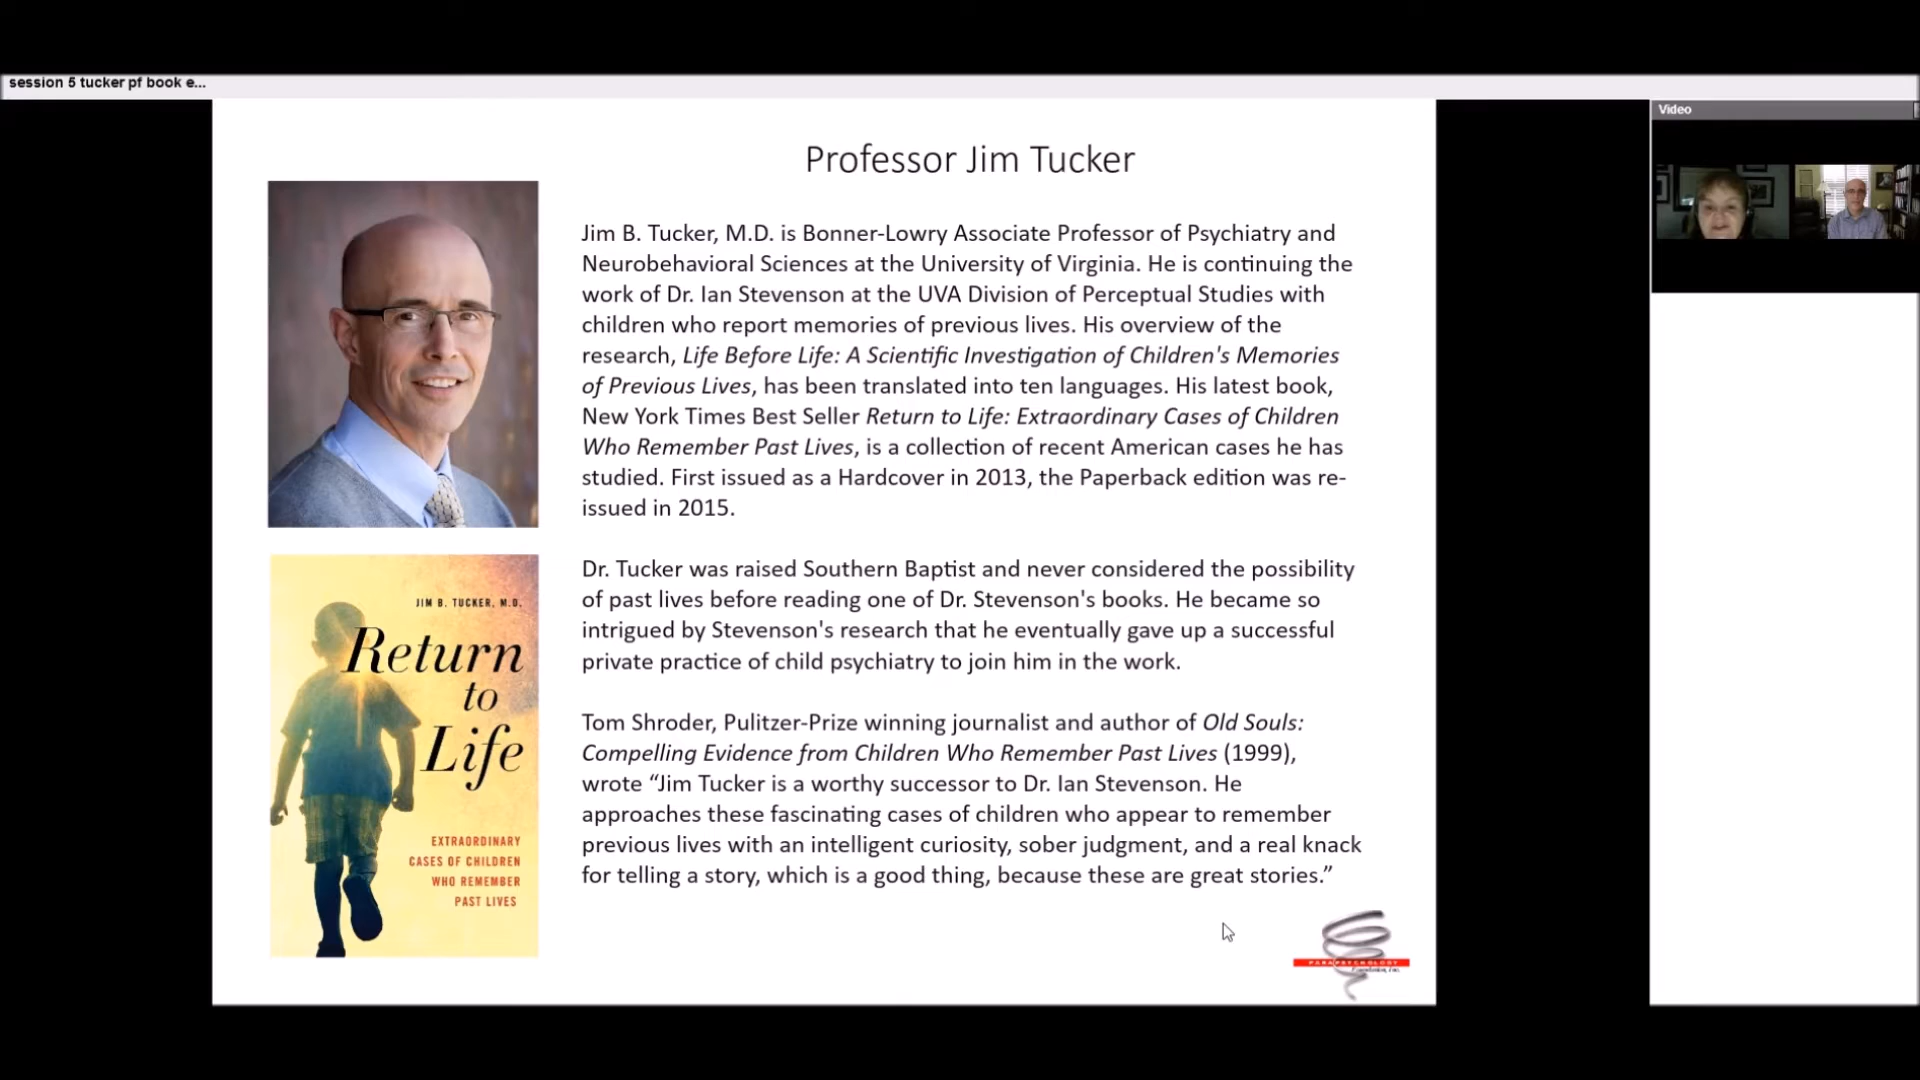 session 5 tucker pf book e...
Video
Professor Jim Tucker
Jim B. Tucker, M.D. is Bonner-Lowry Associate Professor of Psychiatry and
Neurobehavioral Sciences at the University of Virginia. He is continuing the
work of Dr. Ian Stevenson at the UVA Division of Perceptual Studies with
children who report memories of previous lives. His overview of the
research, Life Before Life: A Scientific Investigation of Children's Memories
of Previous Lives, has been translated into ten languages. His latest book,
New York Times Best Seller Return to Life: Extraordinary Cases of Children
Who Remember Past Lives, is a collection of recent American cases he has
studied. First issued as a Hardcover in 2013, the Paperback edition was re-
issued in 2015.
Dr. Tucker was raised Southern Baptist and never considered the possibility
of past lives before reading one of Dr. Stevenson's books. He became so
intrigued by Stevenson's research that he eventually gave up a successful
private practice of child psychiatry to join him in the work.
Tom Shroder, Pulitzer-Prize winning journalist and author of Old Souls:
Compelling Evidence from Children Who Remember Past Lives (1999),
wrote “Jim Tucker is a worthy successor to Dr. Ian Stevenson. He
approaches these fascinating cases of children who appear to remember
previous lives with an intelligent curiosity, sober judgment, and a real knack
for telling a story, which is a good thing, because these are great stories.”
JIM B. TUCKER, M.D.
Return
to
Life
EXTRAORDINARY
CASES OF CHILDREN
WHO REMEMBER
PAST LIVES
PARAPSYCHOLOGY
Foundation, Inc.